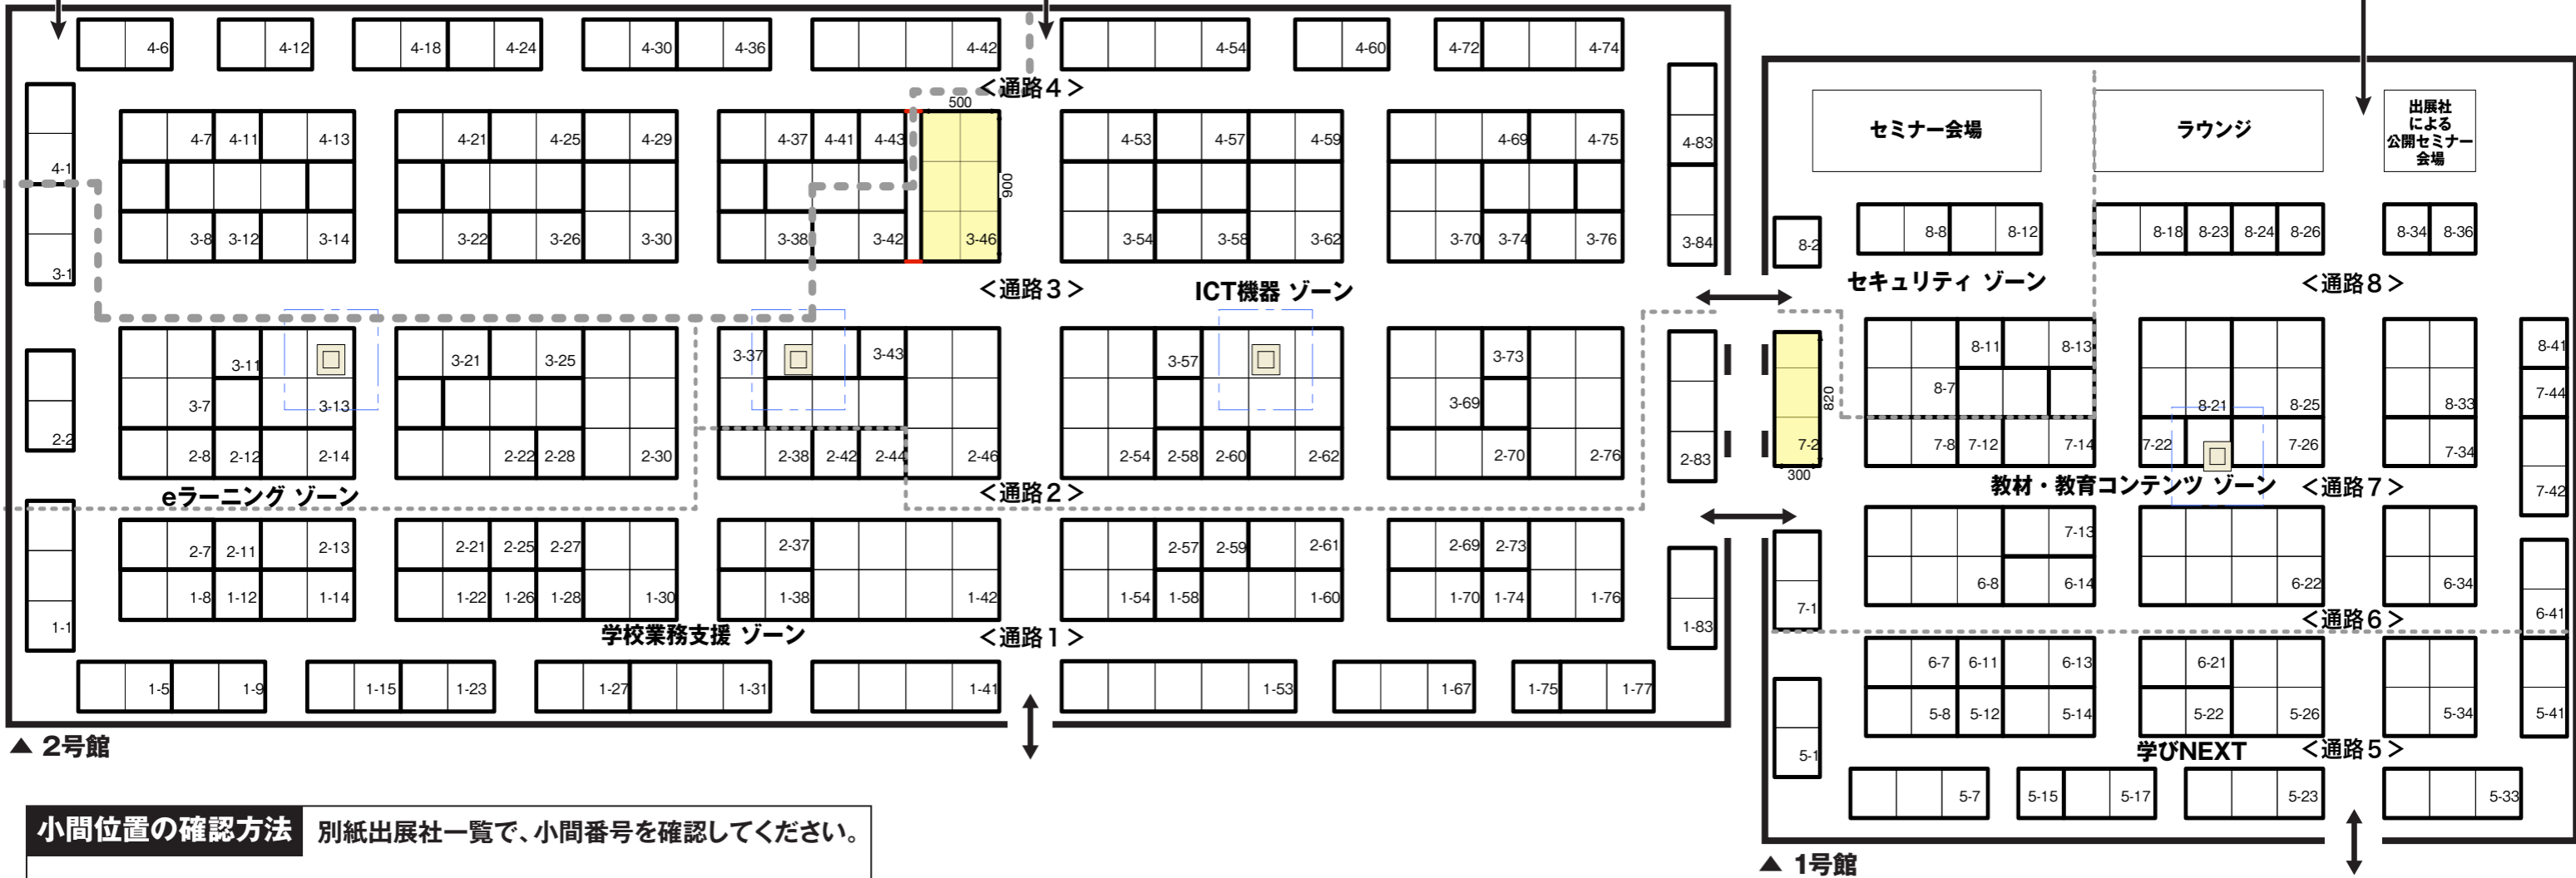 4-6 4-12 4-18 4-24 4-30 4-36 4-42 4-54 4-60 4-72 4-74
<通路4>
500
4-1 4-7 4-11 4-13 4-21 4-25 4-29 4-37 4-41 4-43 4-53 4-57 4-59 4-69 4-75 4-83
900
3-1 3-8 3-12 3-14 3-22 3-26 3-30 3-38 3-42 3-46 3-54 3-58 3-62 3-70 3-74 3-76 3-84
<通路3>
ICT機器 ゾーン
3-11 3-21 3-25 3-37 3-43 3-57 3-73
3-7 3-13 3-69
2-2 2-8 2-12 2-14 2-22 2-28 2-30 2-38 2-42 2-44 2-46 2-54 2-58 2-60 2-62 2-70 2-76 2-83
eラーニング ゾーン
<通路2>
2-7 2-11 2-13 2-21 2-25 2-27 2-37 2-57 2-59 2-61 2-69 2-73
1-1 1-8 1-12 1-14 1-22 1-26 1-28 1-30 1-38 1-42 1-54 1-58 1-60 1-70 1-74 1-76 1-83
学校業務支援 ゾーン
<通路1>
1-5 1-9 1-15 1-23 1-27 1-31 1-41 1-53 1-67 1-75 1-77
▲ 2号館
セミナー会場
ラウンジ
出展社
による
公開セミナー
会場
8-2 8-8 8-12 8-18 8-23 8-24 8-26 8-34 8-36
セキュリティ ゾーン
<通路8>
8-11 8-13 8-41
8-7 8-21 8-25 8-33 7-44
820
7-2 7-8 7-12 7-14 7-22 7-26 7-34
300
教材・教育コンテンツ ゾーン
<通路7>
7-42
7-13
7-1 6-8 6-14 6-22 6-34 6-41
<通路6>
6-7 6-11 6-13 6-21
5-1 5-8 5-12 5-14 5-22 5-26 5-34 5-41
学びNEXT
<通路5>
5-7 5-15 5-17 5-23 5-33
▲ 1号館
小間位置の確認方法 別紙出展社一覧で、小間番号を確認してください。